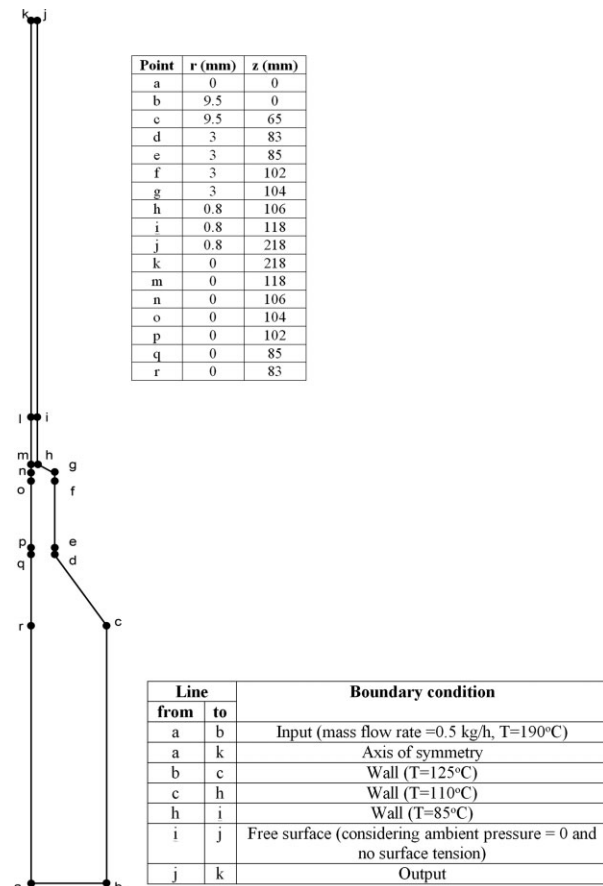 k j
Point r (mm) z (mm)
a 0 0
b 9.5 0
c 9.5 65
d 3 83
e 3 85
f 3 102
g 3 104
h 0.8 106
i 0.8 118
j 0.8 218
k 0 218
m 0 118
n 0 106
o 0 104
p 0 102
q 0 85
r 0 83
l i
m h
n g
o f
p e
q d
r c
Line Boundary condition
from to
a b Input (mass flow rate =0.5 kg/h, T=190°C)
a k Axis of symmetry
b c Wall (T=125°C)
c h Wall (T=110°C)
h i Wall (T=85°C)
i j Free surface (considering ambient pressure = 0 and
no surface tension)
j k Output
a b